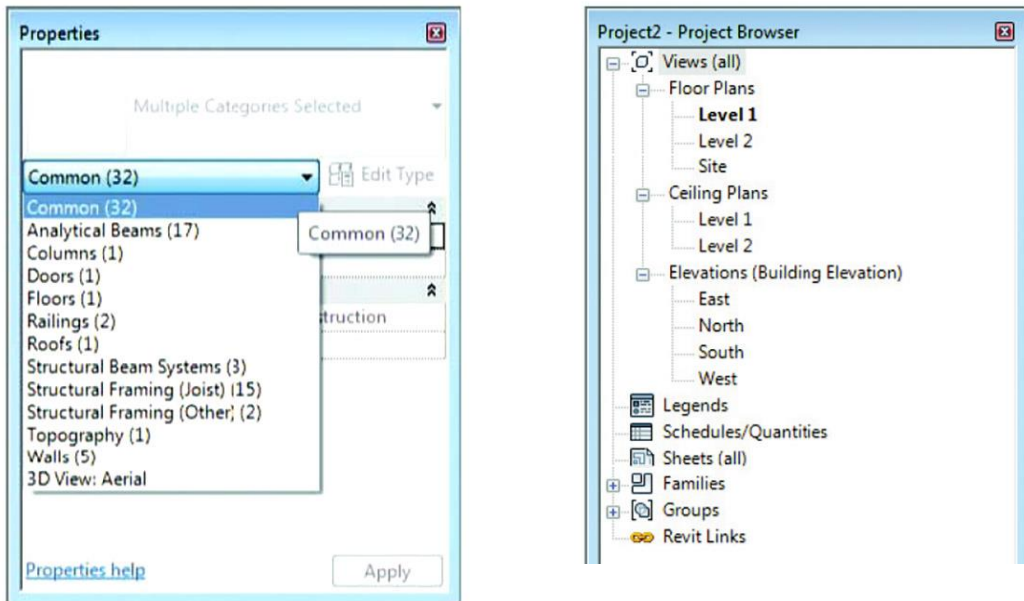 Properties
Multiple Categories Selected
Common (32)
Edit Type
Common (32)
Common (32)
Analytical Beams (17)
Columns (1)
Doors (1)
Floors (1)
Railings (2)
truction
Roofs (1)
Structural Beam Systems (3)
Structural Framing (Joist) (15)
Structural Framing (Other) (2)
Topography (1)
Walls (5)
3D View: Aerial
Properties help
Apply
Project2 - Project Browser
Views (all)
Floor Plans
Level 1
Level 2
Site
Ceiling Plans
Level 1
Level 2
Elevations (Building Elevation)
East
North
South
West
Legends
Schedules/Quantities
Sheets (all)
Families
Groups
Revit Links